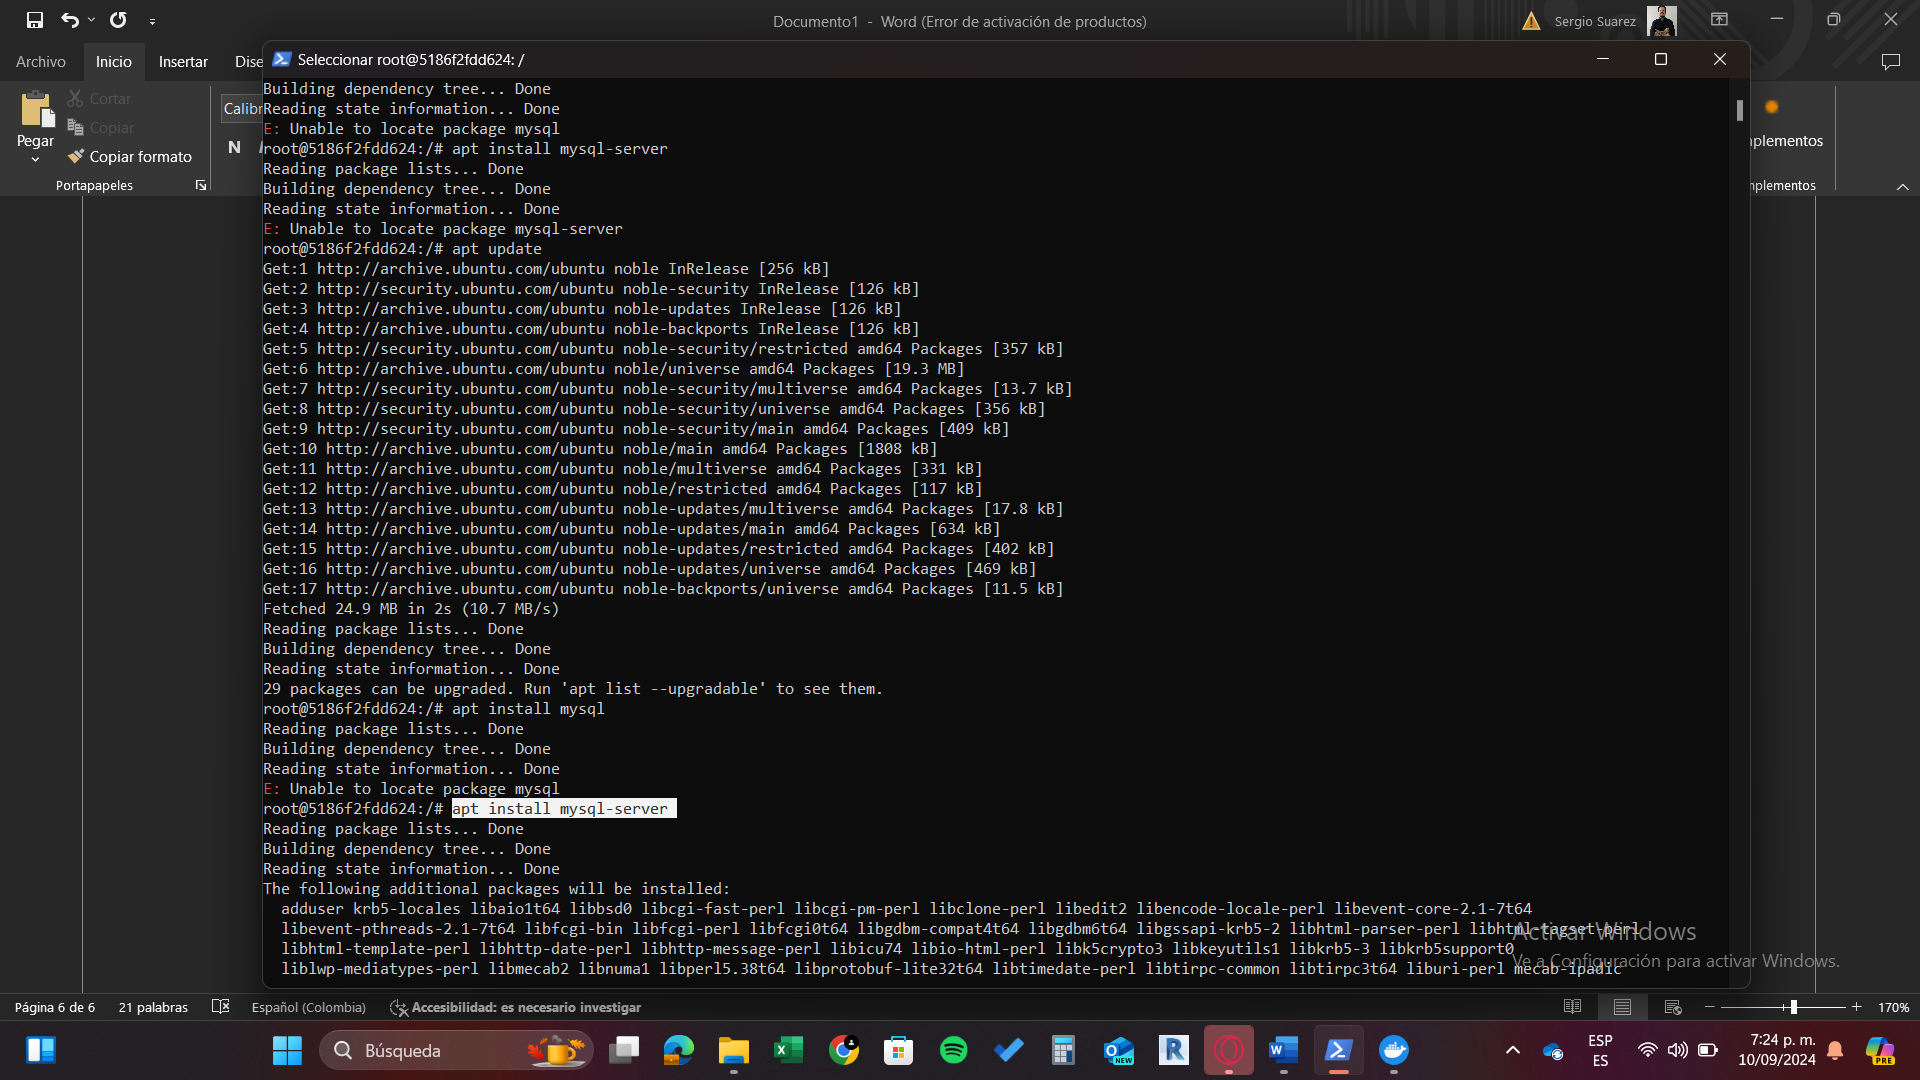 Documento1 - Word (Error de activación de productos)
Sergio Suarez
Archivo
Inicio
Insertar
Dise
Seleccionar root@5186f2fdd624: /
Pegar
Cortar
Copiar
Copiar formato
Portapapeles
Calibr
N
plementos
nplementos
Building dependency tree... Done
Reading state information... Done
E: Unable to locate package mysql
root@5186f2fdd624:/# apt install mysql-server
Reading package lists... Done
Building dependency tree... Done
Reading state information... Done
E: Unable to locate package mysql-server
root@5186f2fdd624:/# apt update
Get:1 http://archive.ubuntu.com/ubuntu noble InRelease [256 kB]
Get:2 http://security.ubuntu.com/ubuntu noble-security InRelease [126 kB]
Get:3 http://archive.ubuntu.com/ubuntu noble-updates InRelease [126 kB]
Get:4 http://archive.ubuntu.com/ubuntu noble-backports InRelease [126 kB]
Get:5 http://security.ubuntu.com/ubuntu noble-security/restricted amd64 Packages [357 kB]
Get:6 http://archive.ubuntu.com/ubuntu noble/universe amd64 Packages [19.3 MB]
Get:7 http://security.ubuntu.com/ubuntu noble-security/multiverse amd64 Packages [13.7 kB]
Get:8 http://security.ubuntu.com/ubuntu noble-security/universe amd64 Packages [356 kB]
Get:9 http://security.ubuntu.com/ubuntu noble-security/main amd64 Packages [409 kB]
Get:10 http://archive.ubuntu.com/ubuntu noble/main amd64 Packages [1808 kB]
Get:11 http://archive.ubuntu.com/ubuntu noble/multiverse amd64 Packages [331 kB]
Get:12 http://archive.ubuntu.com/ubuntu noble/restricted amd64 Packages [117 kB]
Get:13 http://archive.ubuntu.com/ubuntu noble-updates/multiverse amd64 Packages [17.8 kB]
Get:14 http://archive.ubuntu.com/ubuntu noble-updates/main amd64 Packages [634 kB]
Get:15 http://archive.ubuntu.com/ubuntu noble-updates/restricted amd64 Packages [402 kB]
Get:16 http://archive.ubuntu.com/ubuntu noble-updates/universe amd64 Packages [469 kB]
Get:17 http://archive.ubuntu.com/ubuntu noble-backports/universe amd64 Packages [11.5 kB]
Fetched 24.9 MB in 2s (10.7 MB/s)
Reading package lists... Done
Building dependency tree... Done
Reading state information... Done
29 packages can be upgraded. Run 'apt list --upgradable' to see them.
root@5186f2fdd624:/# apt install mysql
Reading package lists... Done
Building dependency tree... Done
Reading state information... Done
E: Unable to locate package mysql
root@5186f2fdd624:/# apt install mysql-server
Reading package lists... Done
Building dependency tree... Done
Reading state information... Done
The following additional packages will be installed:
adduser krb5-locales libaio1t64 libbsd0 libcgi-fast-perl libcgi-pm-perl libclone-perl libedit2 libencode-locale-perl libevent-core-2.1-7t64
libevent-pthreads-2.1-7t64 libfcgi-bin libfcgi-perl libfcgi0t64 libgdbm-compat4t64 libgdbm6t64 libgssapi-krb5-2 libhtml-parser-perl libhtml-tagset-perl
libhtml-template-perl libhttp-date-perl libhttp-message-perl libicu74 libio-html-perl libk5crypto3 libkeyutils1 libkrb5-3 libkrb5support0
liblwp-mediatypes-perl libmecab2 libnuma1 libperl5.38t64 libprotobuf-lite32t64 libtimedate-perl libtirpc-common libtirpc3t64 liburi-perl mecab-ipadic
Activar Windows
Ve a Configuración para activar Windows.
Página 6 de 6
21 palabras
Español (Colombia)
Accesibilidad: es necesario investigar
170%
Búsqueda
NEW
ESP
ES
7:24 p. m.
10/09/2024
PRE